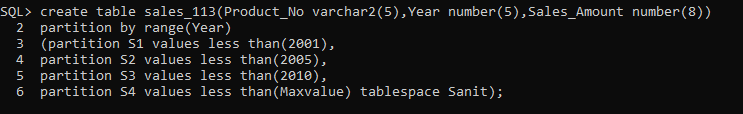 SQL> create table sales_113(Product_No varchar2(5),Year number(5),Sales_Amount number(8))
2 partition by range(Year)
3 (partition S1 values less than(2001),
4 partition S2 values less than(2005),
5 partition S3 values less than(2010),
6 partition S4 values less than(Maxvalue) tablespace Sanit);